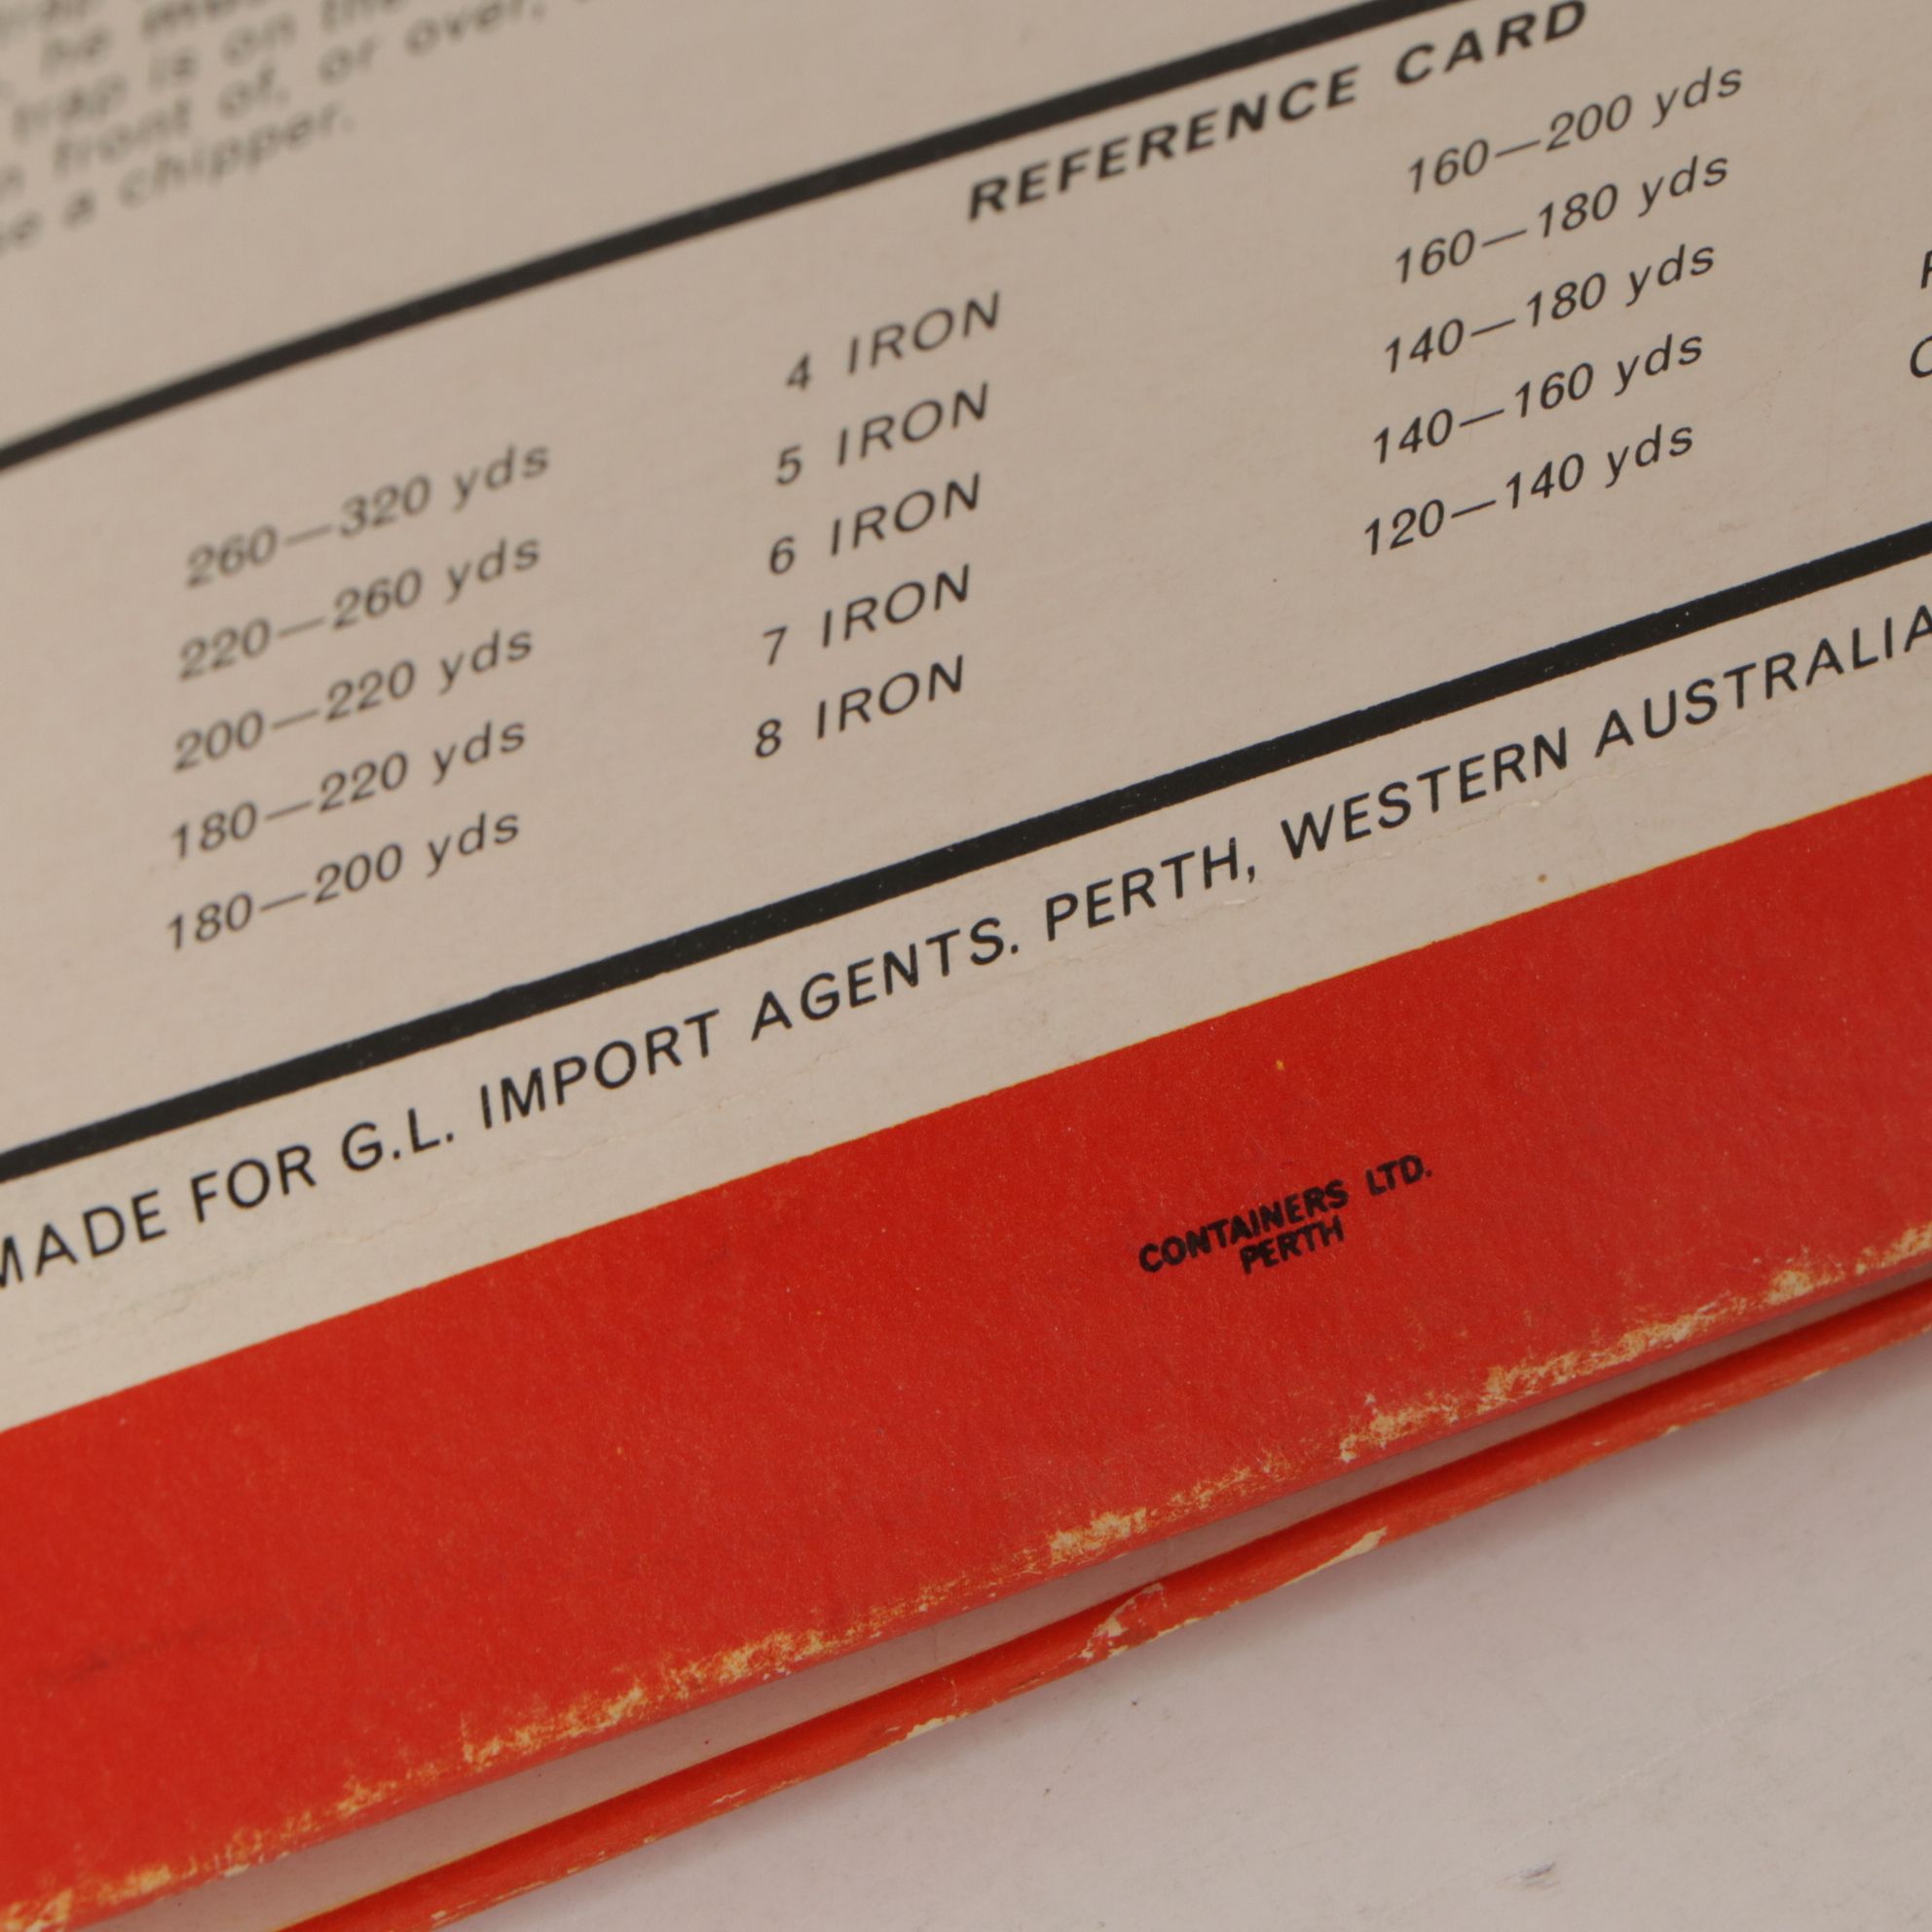 he
trap is on the
front of, or over,
a chipper.
REFERENCE CARD
260—320 yds 4 IRON 160—200 yds
220—260 yds 5 IRON 160—180 yds
200—220 yds 6 IRON 140—180 yds
180—220 yds 7 IRON 140—160 yds
180—200 yds 8 IRON 120—140 yds
MADE FOR G.L. IMPORT AGENTS. PERTH, WESTERN AUSTRALIA
CONTAINERS LTD.
PERTH